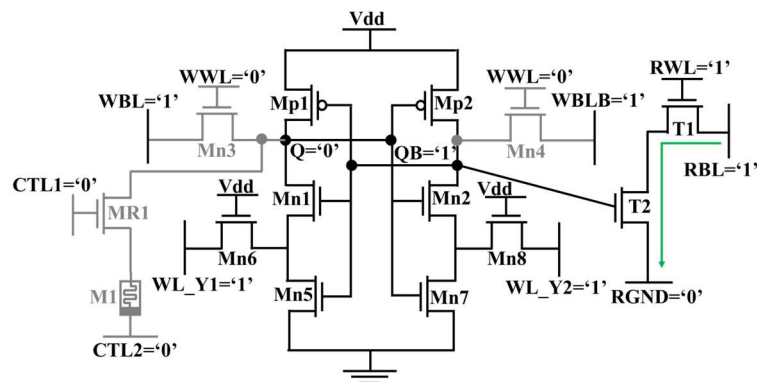 Vdd
WWL=‘0’
WWL=‘0’
RWL=‘1’
WBL=‘1’
Mp1
Mp2
WBLB=‘1’
Mn3
Q=‘0’
QB=‘1’
Mn4
T1
RBL=‘1’
CTL1=‘0’
MR1
Vdd
Mn1
Mn2
Vdd
T2
Mn6
Mn8
WL_Y1=‘1’
Mn5
Mn7
WL_Y2=‘1’
M1
RGND=‘0’
CTL2=‘0’